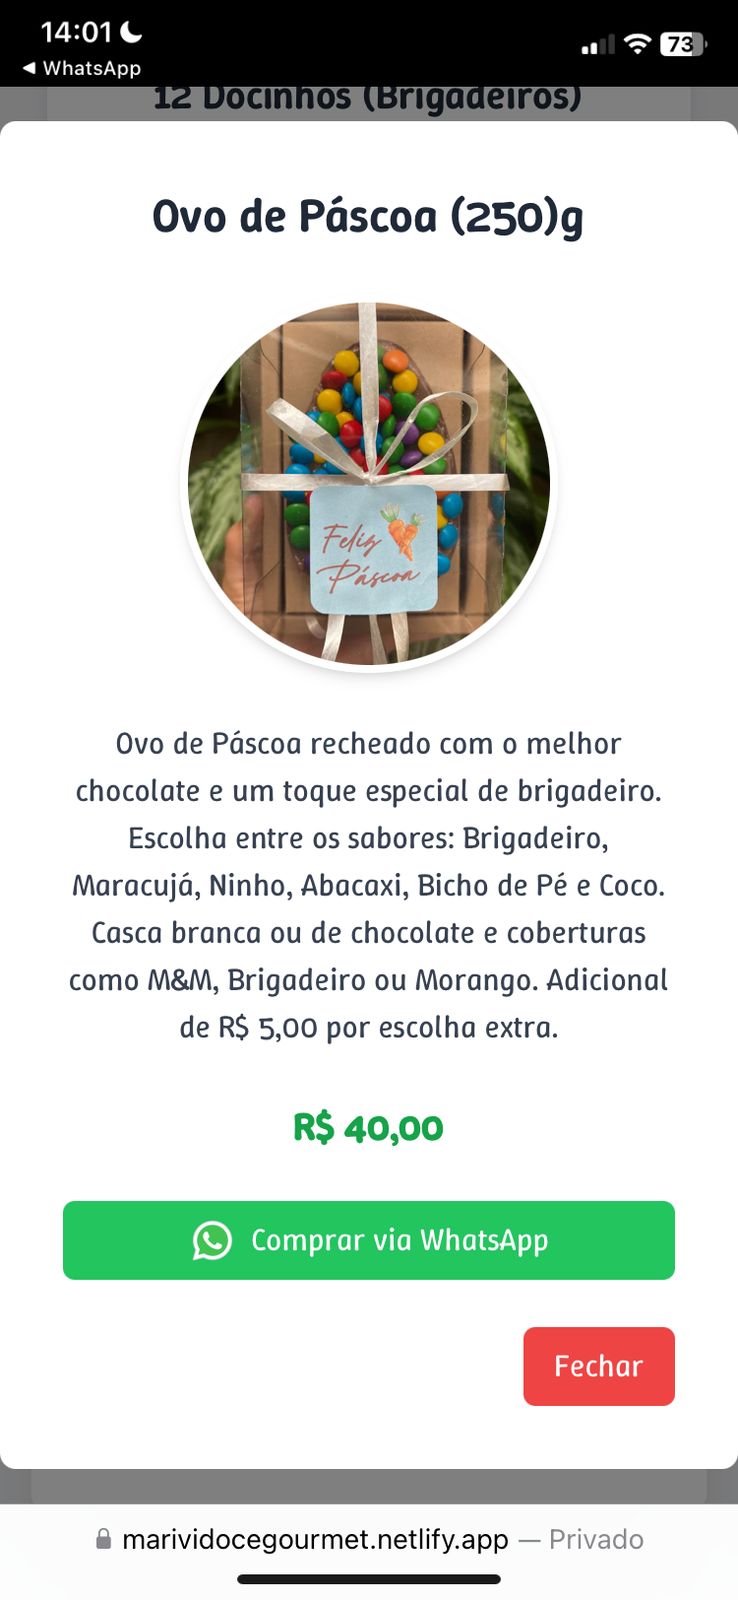 14:01
73
WhatsApp
12 Docinhos (Brigadeiros)
Ovo de Páscoa (250)g
Feliz
Páscoa
Ovo de Páscoa recheado com o melhor
chocolate e um toque especial de brigadeiro.
Escolha entre os sabores: Brigadeiro,
Maracujá, Ninho, Abacaxi, Bicho de Pé e Coco.
Casca branca ou de chocolate e coberturas
como M&M, Brigadeiro ou Morango. Adicional
de R$ 5,00 por escolha extra.
R$ 40,00
Comprar via WhatsApp
Fechar
marividocegourmet.netlify.app — Privado